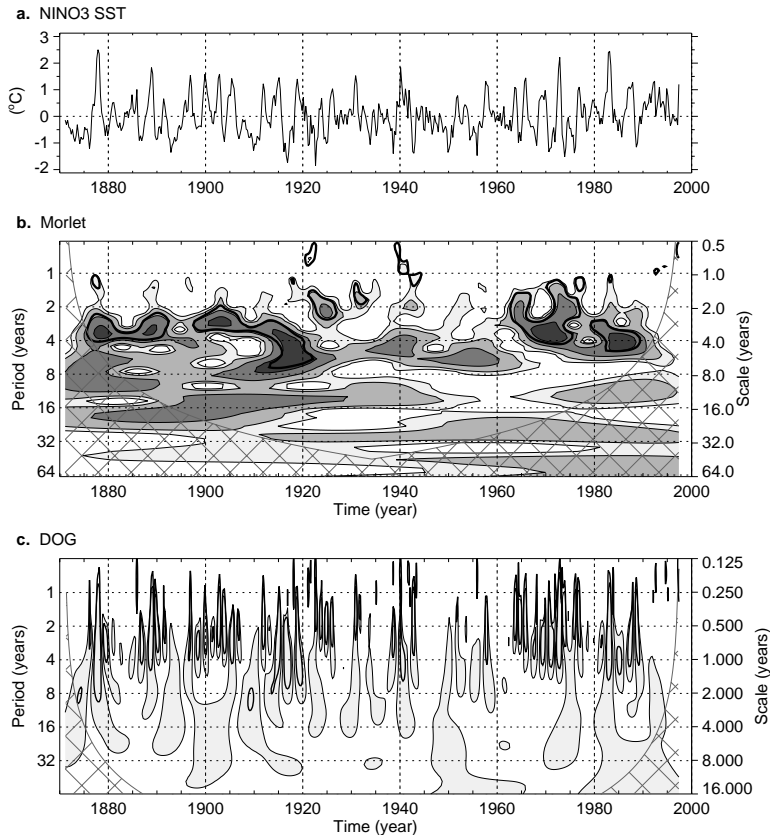 a. NINO3 SST
3
2
1
0
-1
-2
(°C)
1880 1900 1920 1940 1960 1980 2000
b. Morlet
1
2
4
8
16
32
64
Period (years)
0.5
1.0
2.0
4.0
8.0
16.0
32.0
64.0
Scale (years)
1880 1900 1920 1940 1960 1980 2000
Time (year)
c. DOG
1
2
4
8
16
32
Period (years)
0.125
0.250
0.500
1.000
2.000
4.000
8.000
16.000
Scale (years)
1880 1900 1920 1940 1960 1980 2000
Time (year)